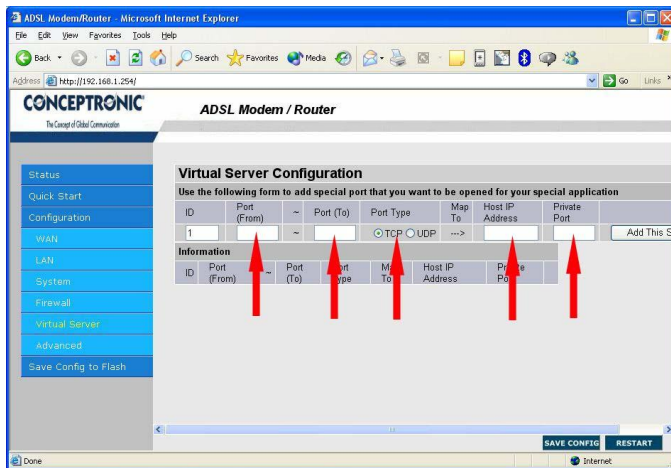 ADSL Modem/Router - Microsoft Internet Explorer
File Edit View Favorites Tools Help
Back Search Favorites Media
Address http://192.168.1.254/ Go Links
CONCEPTRONIC
The Concept of Global Communication
ADSL Modem / Router
Status
Quick Start
Configuration
WAN
LAN
System
Firewall
Virtual Server
Advanced
Save Config to Flash
Virtual Server Configuration
Use the following form to add special port that you want to be opened for your special application
ID Port (From) ~ Port (To) Port Type Map To Host IP Address Private Port
1 ~ TCP UDP ---> Add This S
Information
ID Port (From) ~ Port (To) Type To Host IP Address
SAVE CONFIG RESTART
Done Internet